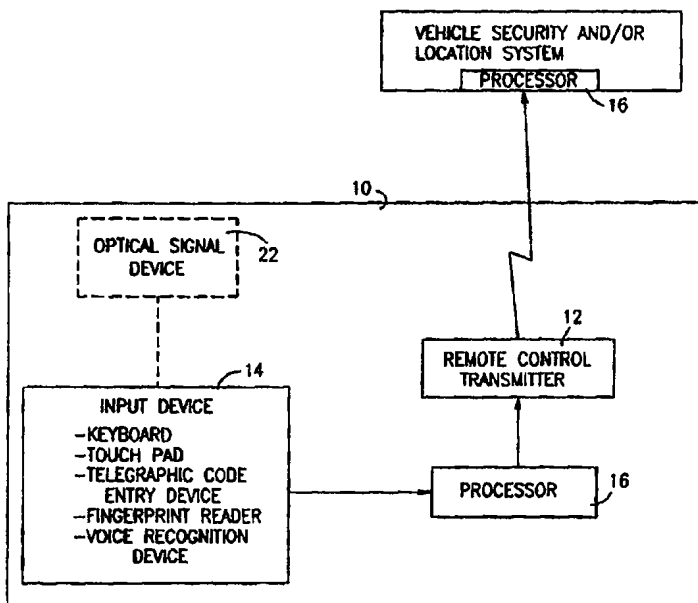 VEHICLE SECURITY AND/OR
LOCATION SYSTEM
PROCESSOR
16
10
OPTICAL SIGNAL
DEVICE
22
12
REMOTE CONTROL
TRANSMITTER
14
INPUT DEVICE
-KEYBOARD
-TOUCH PAD
-TELEGRAPHIC CODE
ENTRY DEVICE
-FINGERPRINT READER
-VOICE RECOGNITION
DEVICE
PROCESSOR
16